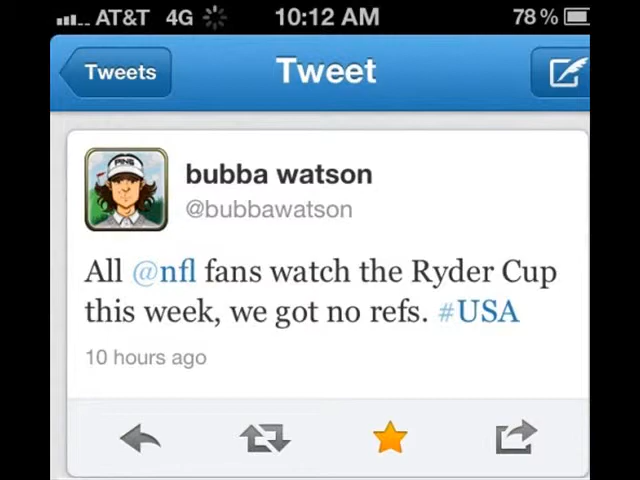 AT&T 4G 10:12 AM 78%
Tweets Tweet
PING
bubba watson
@bubbawatson
All @nfl fans watch the Ryder Cup
this week, we got no refs. #USA
10 hours ago